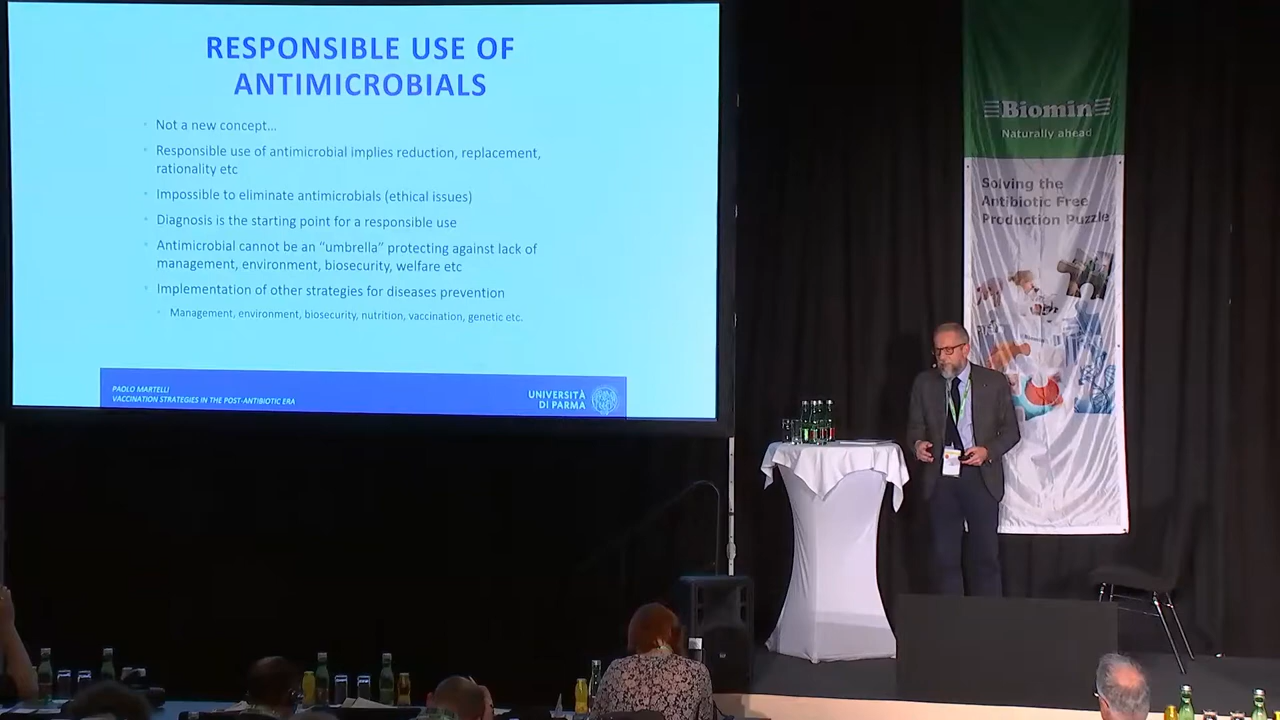 RESPONSIBLE USE OF
ANTIMICROBIALS
Not a new concept…
Responsible use of antimicrobial implies reduction, replacement,
rationality etc
Impossible to eliminate antimicrobials (ethical issues)
Diagnosis is the starting point for a responsible use
Antimicrobial cannot be an “umbrella” protecting against lack of
management, environment, biosecurity, welfare etc
Implementation of other strategies for diseases prevention
Management, environment, biosecurity, nutrition, vaccination, genetic etc.
PAOLO MARTELLI
VACCINATION STRATEGIES IN THE POST-ANTIBIOTIC ERA
UNIVERSITÀ
DI PARMA
Biomin
Naturally ahead
Solving the
Antibiotic Free
Production Puzzle